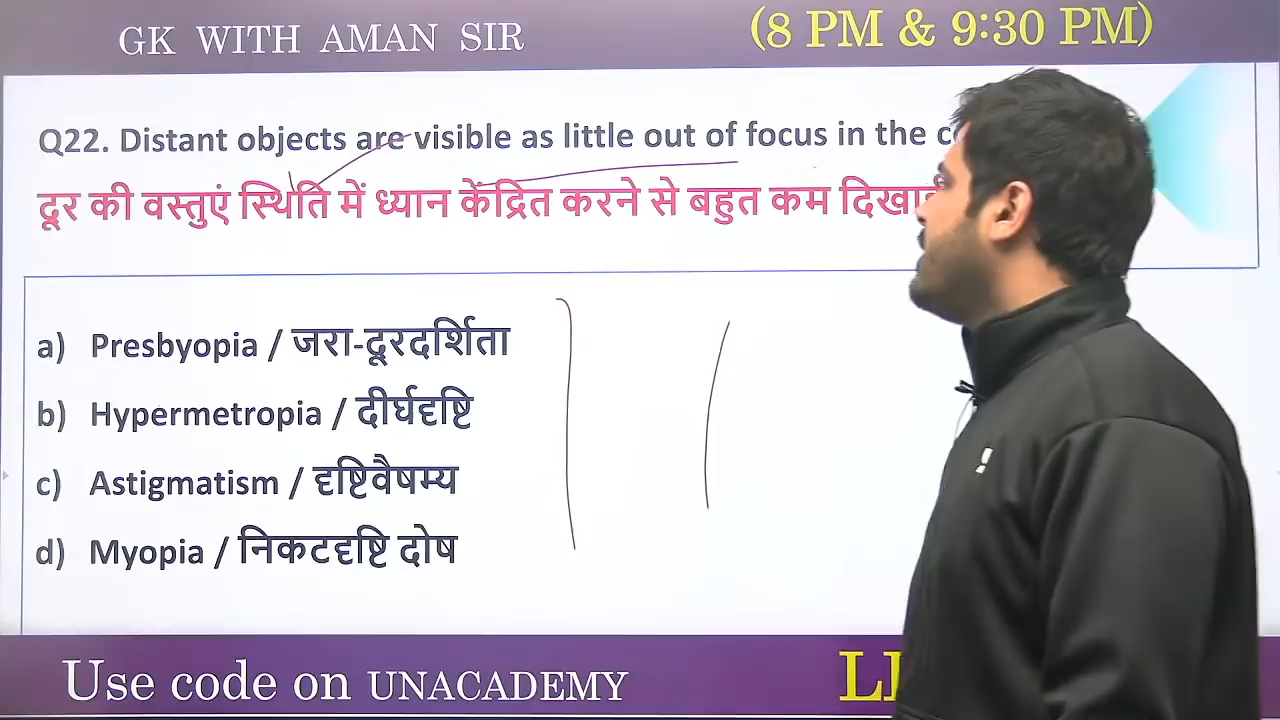 GK WITH AMAN SIR
(8 PM & 9:30 PM)
Q22. Distant objects are visible as little out of focus in the
दूर की वस्तुएं स्थिति में ध्यान केंद्रित करने से बहुत कम
a) Presbyopia / जरा-दूरदर्शिता
b) Hypermetropia / दीर्घदृष्टि
c) Astigmatism / दृष्टिवैषम्य
d) Myopia / निकटदृष्टि दोष
Use code on UNACADEMY